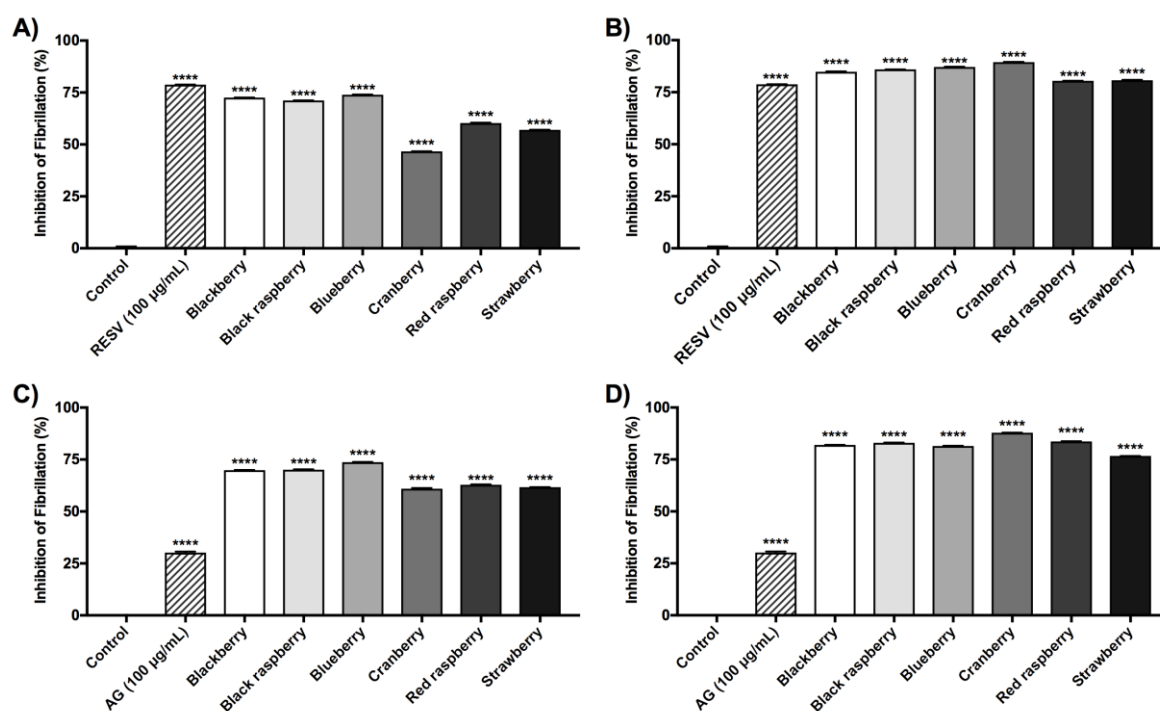 A)
Inhibition of Fibrillation (%)
100
75
50
25
0
****
****
****
****
****
****
****
Control
RESV (100 µg/mL)
Blackberry
Black raspberry
Blueberry
Cranberry
Red raspberry
Strawberry
B)
Inhibition of Fibrillation (%)
100
75
50
25
0
****
****
****
****
****
****
****
Control
RESV (100 µg/mL)
Blackberry
Black raspberry
Blueberry
Cranberry
Red raspberry
Strawberry
C)
Inhibition of Fibrillation (%)
100
75
50
25
0
****
****
****
****
****
****
****
Control
AG (100 µg/mL)
Blackberry
Black raspberry
Blueberry
Cranberry
Red raspberry
Strawberry
D)
Inhibition of Fibrillation (%)
100
75
50
25
0
****
****
****
****
****
****
****
Control
AG (100 µg/mL)
Blackberry
Black raspberry
Blueberry
Cranberry
Red raspberry
Strawberry